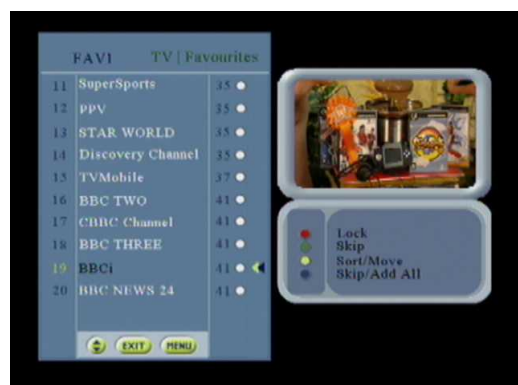 FAV1 TV | Favourites
11 SuperSports 35
12 PPV 35
13 STAR WORLD 35
14 Discovery Channel 35
15 TVMobile 37
16 BBC TWO 41
17 CBBC Channel 41
18 BBC THREE 41
19 BBCi 41
20 BBC NEWS 24 41
EXIT MENU
Lock
Skip
Sort/Move
Skip/Add All